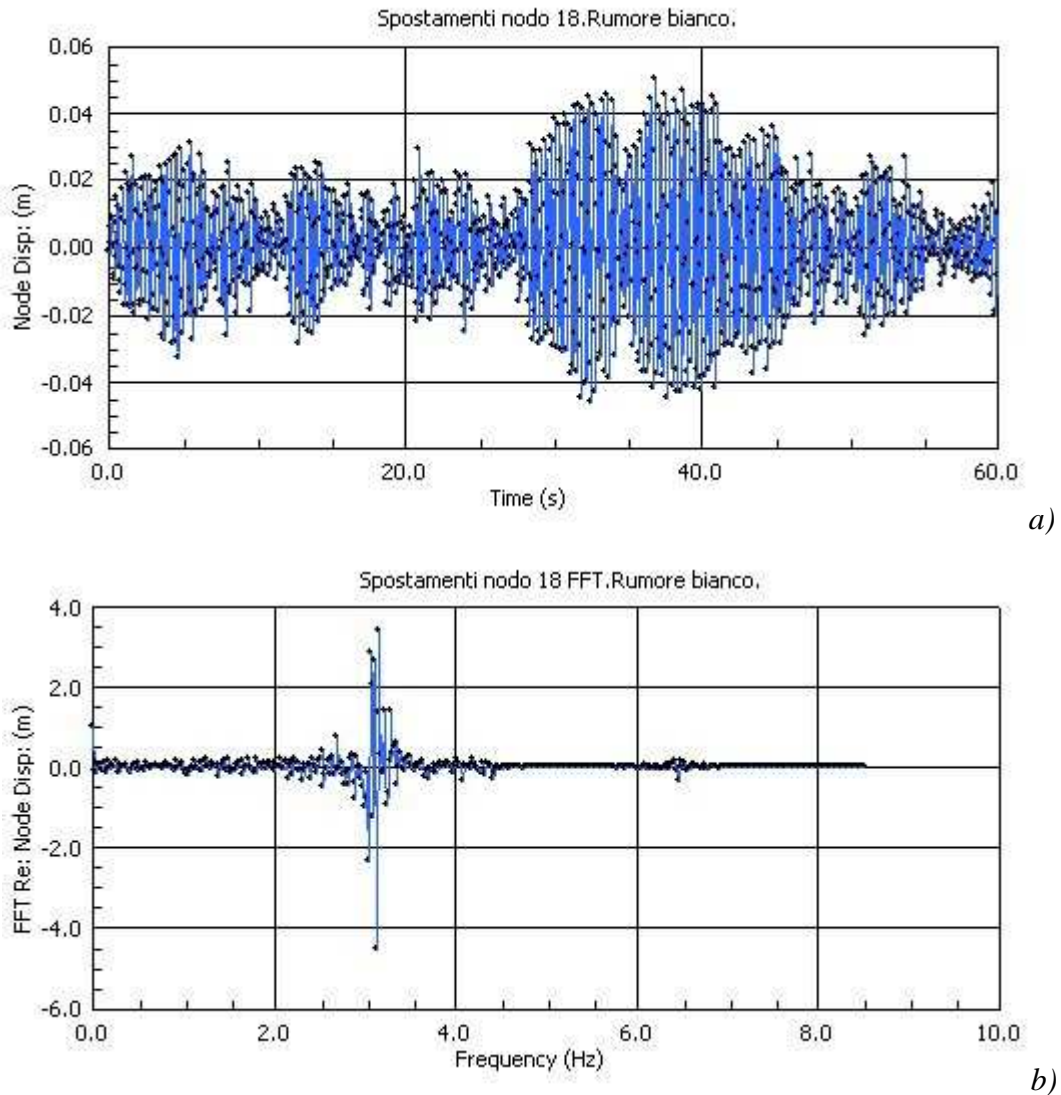 Spostamenti nodo 18.Rumore bianco.
0.06
0.04
0.02
0.00
-0.02
-0.04
-0.06
Node Disp: (m)
0.0 20.0 40.0 60.0
Time (s)
a)
Spostamenti nodo 18 FFT.Rumore bianco.
4.0
2.0
0.0
-2.0
-4.0
-6.0
FFT Re: Node Disp: (m)
0.0 2.0 4.0 6.0 8.0 10.0
Frequency (Hz)
b)